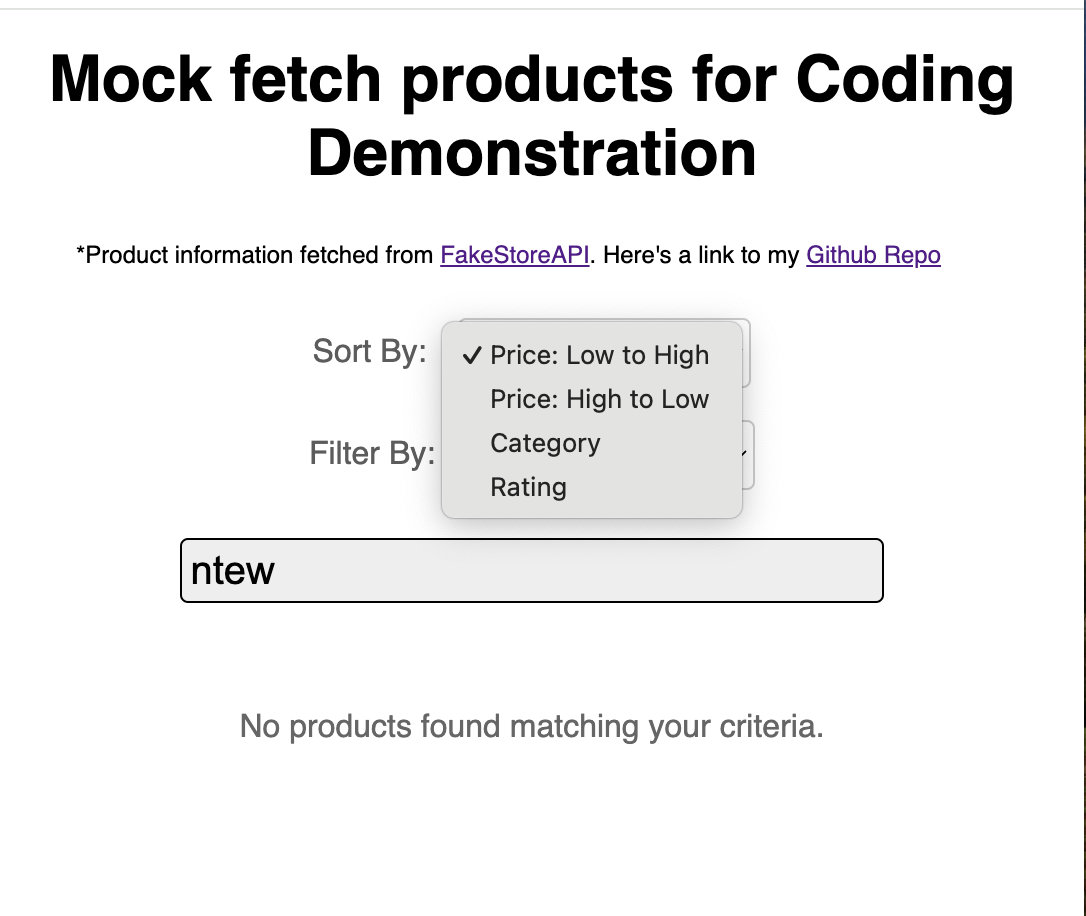 Mock fetch products for Coding
Demonstration
*Product information fetched from FakeStoreAPI. Here's a link to my Github Repo
Sort By:
✓ Price: Low to High
Price: High to Low
Category
Rating
Filter By:
ntew
No products found matching your criteria.